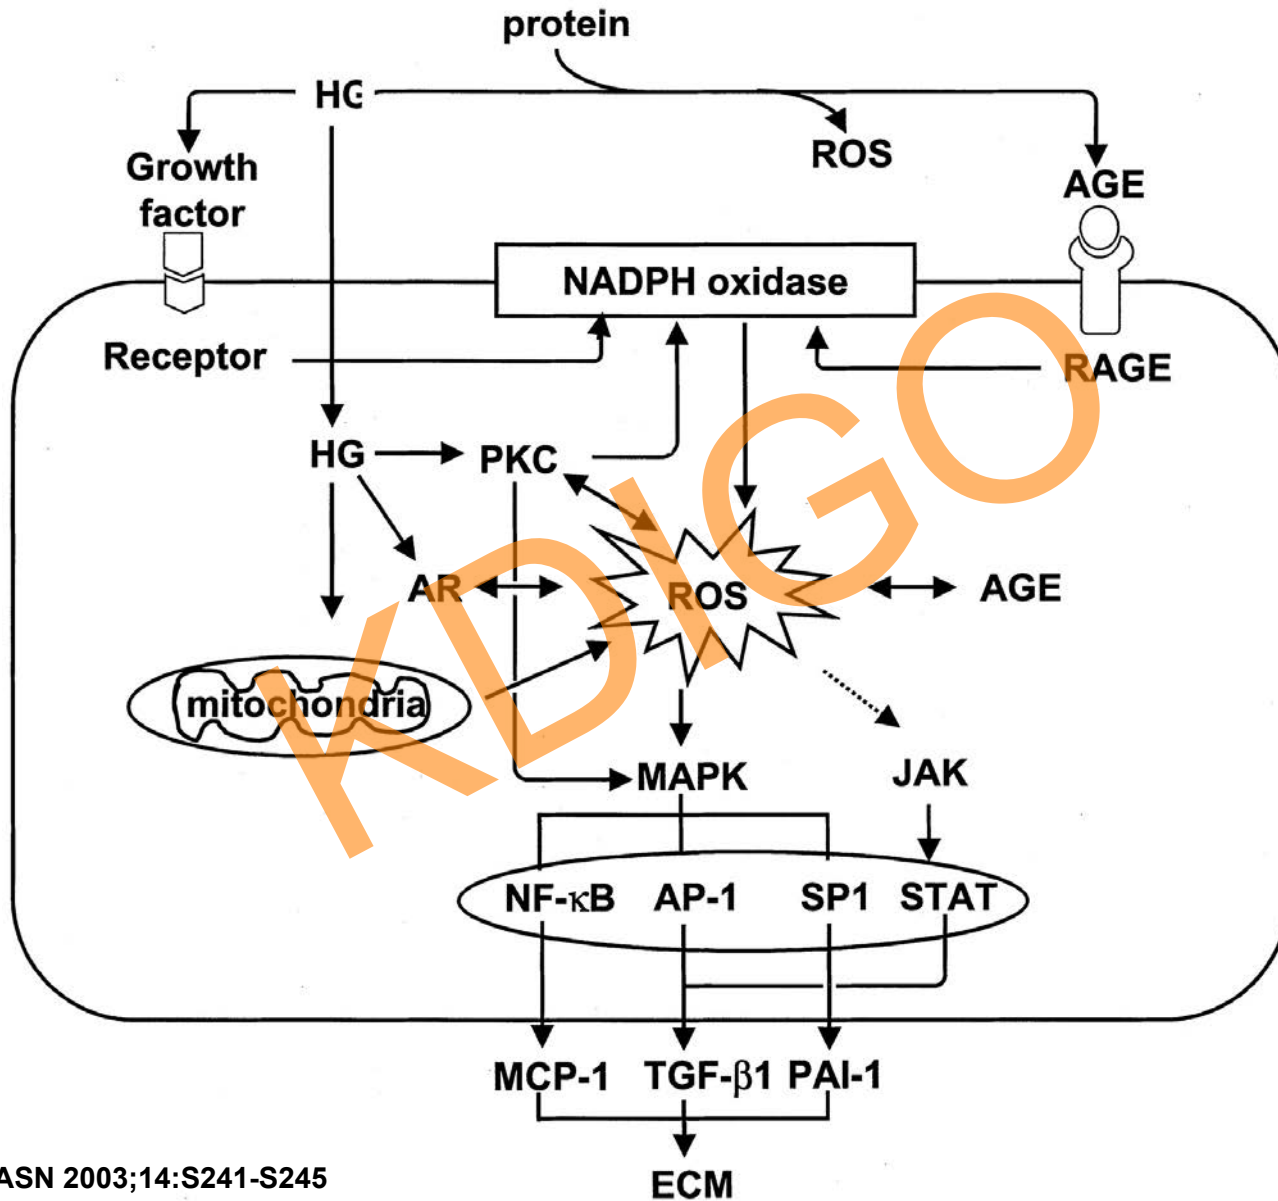 protein
HG
ROS
Growth
factor
AGE
NADPH oxidase
Receptor
RAGE
HG
PKC
AR
ROS
AGE
mitochondria
MAPK
JAK
NF-κB
AP-1
SP1
STAT
MCP-1
TGF-β1
PAI-1
ECM
ASN 2003;14:S241-S245
KDIGO